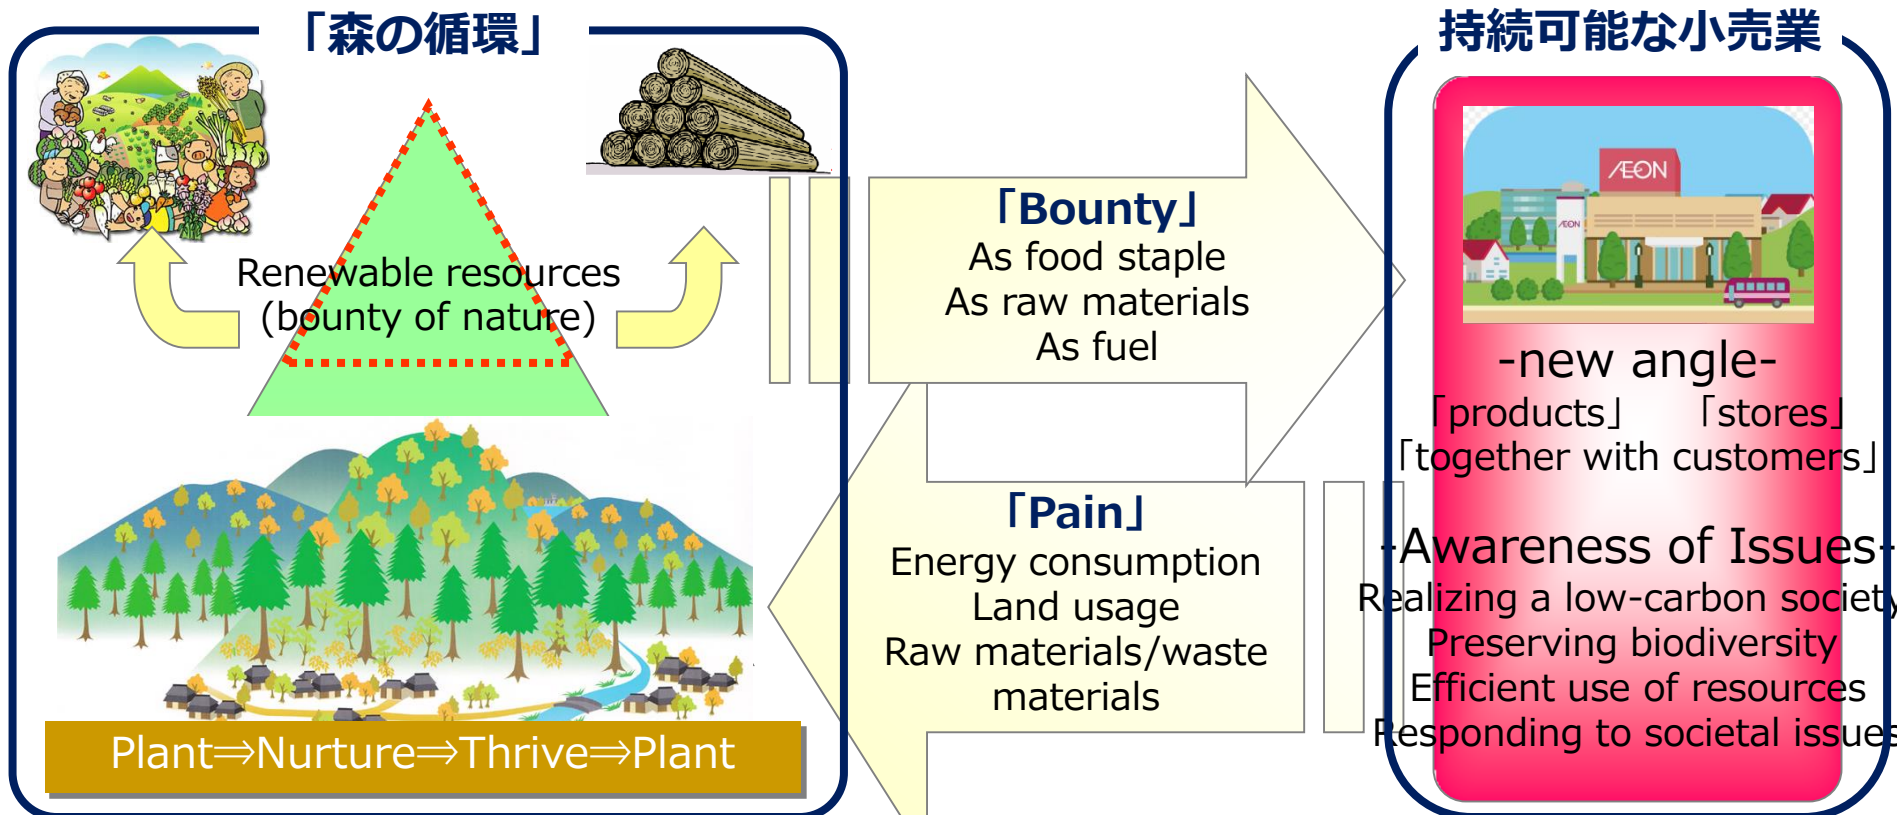 「森の循環」
Renewable resources
(bounty of nature)
Plant⇒Nurture⇒Thrive⇒Plant
「Bounty」
As food staple
As raw materials
As fuel
「Pain」
Energy consumption
Land usage
Raw materials/waste
materials
持続可能な小売業
ÆON
ÆON
-new angle-
「products」 「stores」
「together with customers」
-Awareness of Issues-
Realizing a low-carbon society
Preserving biodiversity
Efficient use of resources
Responding to societal issues